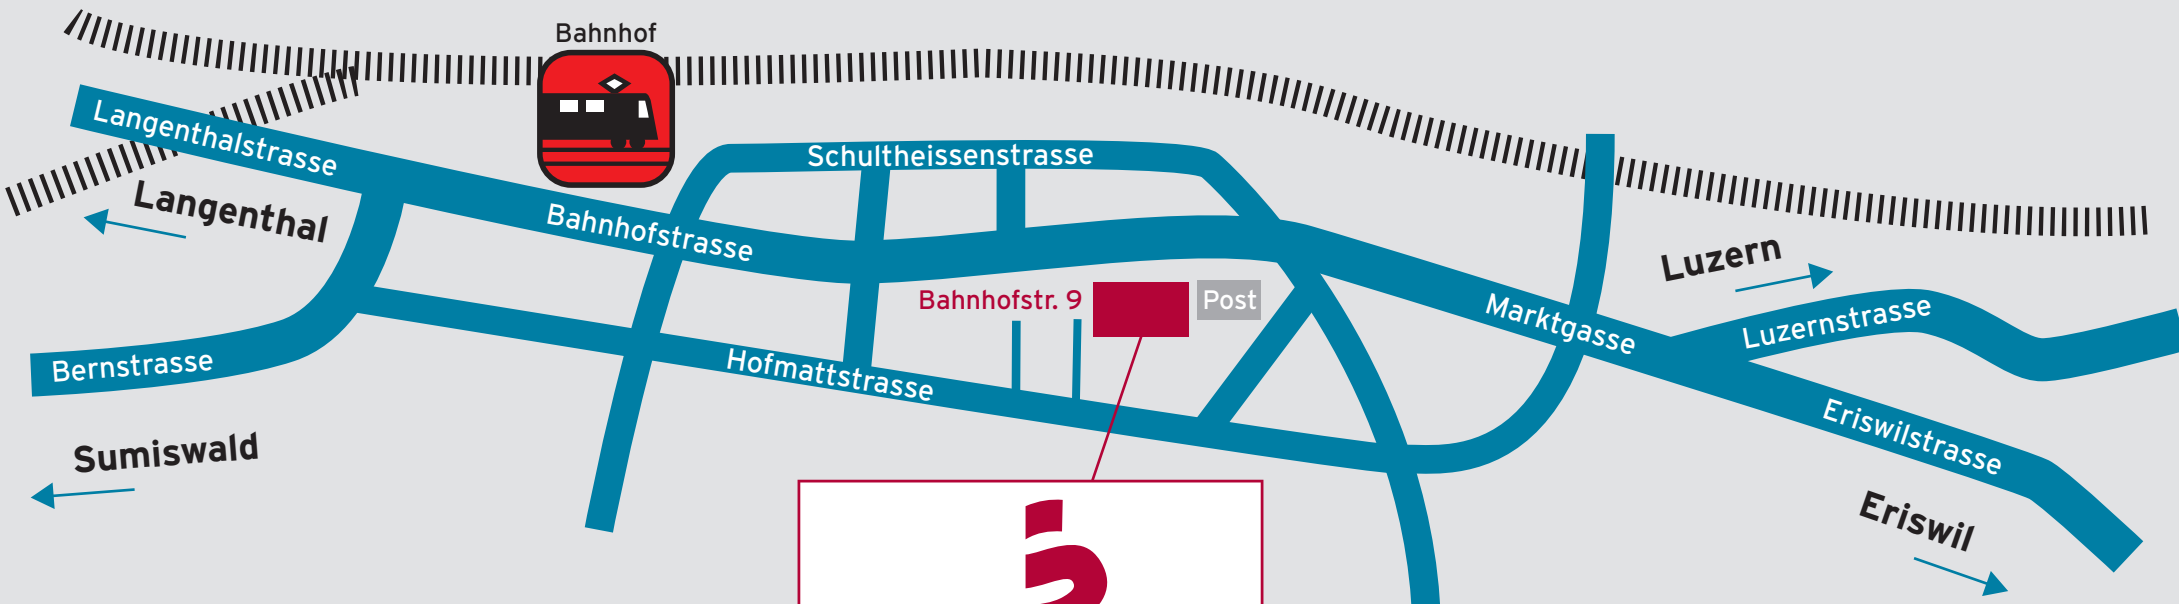 Bahnhof
Langenthalstrasse
Schultheissenstrasse
Langenthal
Bahnhofstrasse
Luzern
Bahnhofstr. 9
Post
Marktgasse
Luzernstrasse
Bernstrasse
Hofmattstrasse
Eriswilstrasse
Sumiswald
Eriswil